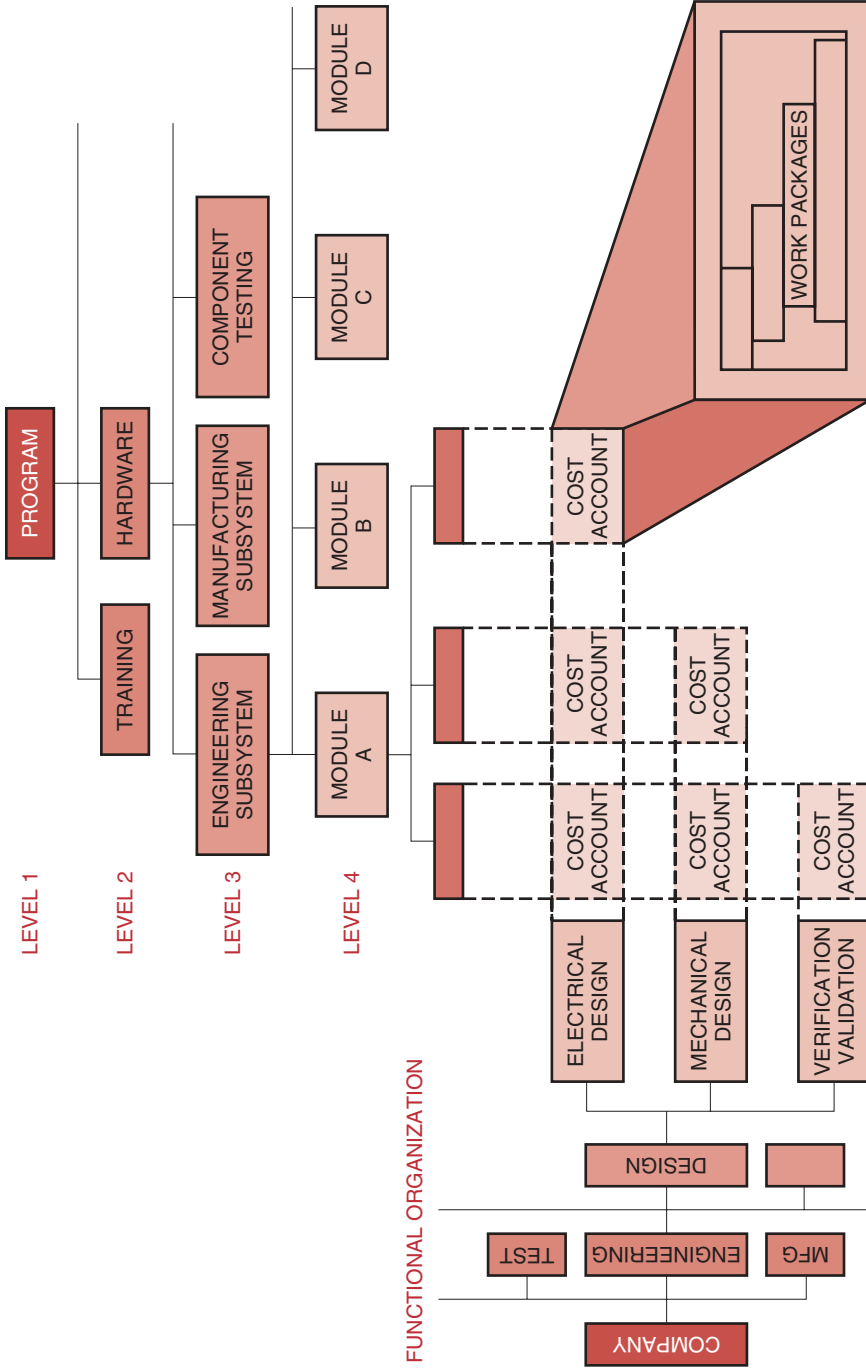 LEVEL 1
PROGRAM
LEVEL 2
TRAINING
HARDWARE
LEVEL 3
ENGINEERING
SUBSYSTEM
MANUFACTURING
SUBSYSTEM
COMPONENT
TESTING
LEVEL 4
MODULE
A
MODULE
B
MODULE
C
MODULE
D
FUNCTIONAL ORGANIZATION
COMPANY
TEST
ENGINEERING
MFG
DESIGN
ELECTRICAL
DESIGN
COST
ACCOUNT
COST
ACCOUNT
COST
ACCOUNT
MECHANICAL
DESIGN
COST
ACCOUNT
COST
ACCOUNT
VERIFICATION
VALIDATION
COST
ACCOUNT
WORK PACKAGES